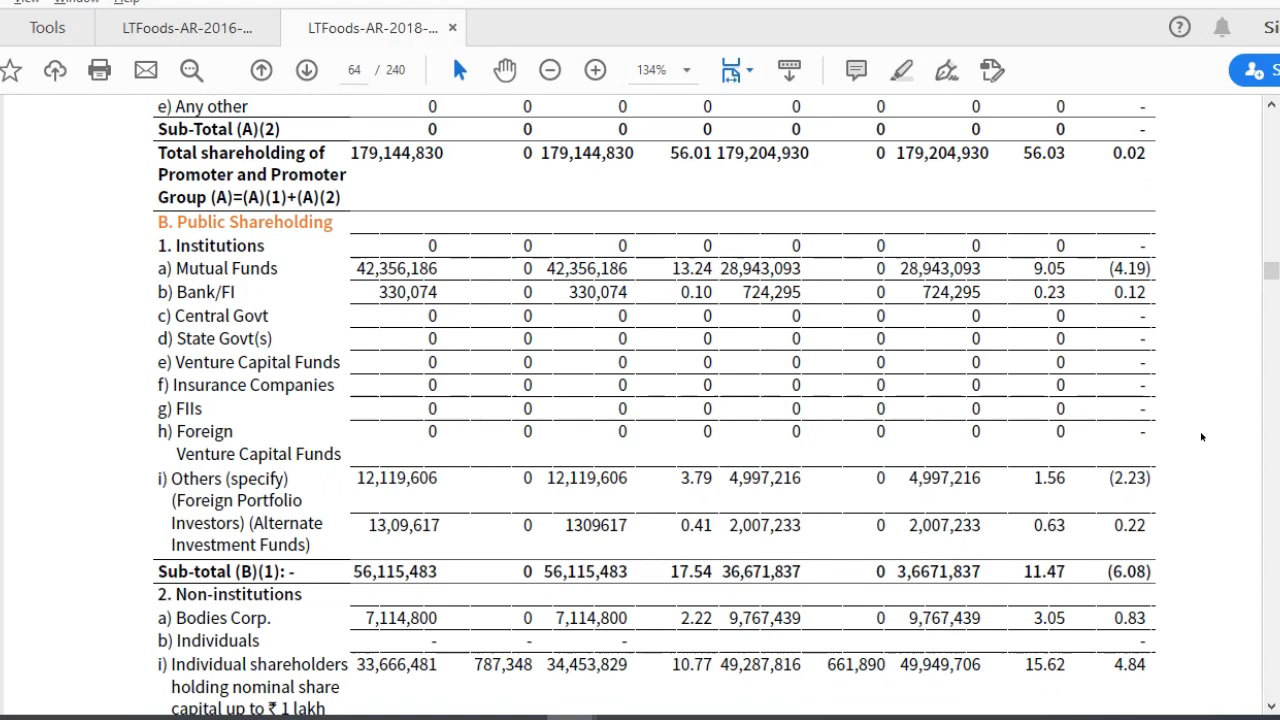 View Window Help
Tools LTFoods-AR-2016-... LTFoods-AR-2018-... ×
64 / 240 134%
e) Any other 0 0 0 0 0 0 0 0 -
Sub-Total (A)(2) 0 0 0 0 0 0 0 0 -
Total shareholding of 179,144,830 0 179,144,830 56.01 179,204,930 0 179,204,930 56.03 0.02
Promoter and Promoter
Group (A)=(A)(1)+(A)(2)
B. Public Shareholding
1. Institutions 0 0 0 0 0 0 0 0 -
a) Mutual Funds 42,356,186 0 42,356,186 13.24 28,943,093 0 28,943,093 9.05 (4.19)
b) Bank/FI 330,074 0 330,074 0.10 724,295 0 724,295 0.23 0.12
c) Central Govt 0 0 0 0 0 0 0 0 -
d) State Govt(s) 0 0 0 0 0 0 0 0 -
e) Venture Capital Funds 0 0 0 0 0 0 0 0 -
f) Insurance Companies 0 0 0 0 0 0 0 0 -
g) FIIs 0 0 0 0 0 0 0 0 -
h) Foreign 0 0 0 0 0 0 0 0 -
Venture Capital Funds
i) Others (specify) 12,119,606 0 12,119,606 3.79 4,997,216 0 4,997,216 1.56 (2.23)
(Foreign Portfolio
Investors) (Alternate 13,09,617 0 1309617 0.41 2,007,233 0 2,007,233 0.63 0.22
Investment Funds)
Sub-total (B)(1): - 56,115,483 0 56,115,483 17.54 36,671,837 0 3,6671,837 11.47 (6.08)
2. Non-institutions
a) Bodies Corp. 7,114,800 0 7,114,800 2.22 9,767,439 0 9,767,439 3.05 0.83
b) Individuals - - - -
i) Individual shareholders 33,666,481 787,348 34,453,829 10.77 49,287,816 661,890 49,949,706 15.62 4.84
holding nominal share
capital up to ₹ 1 lakh